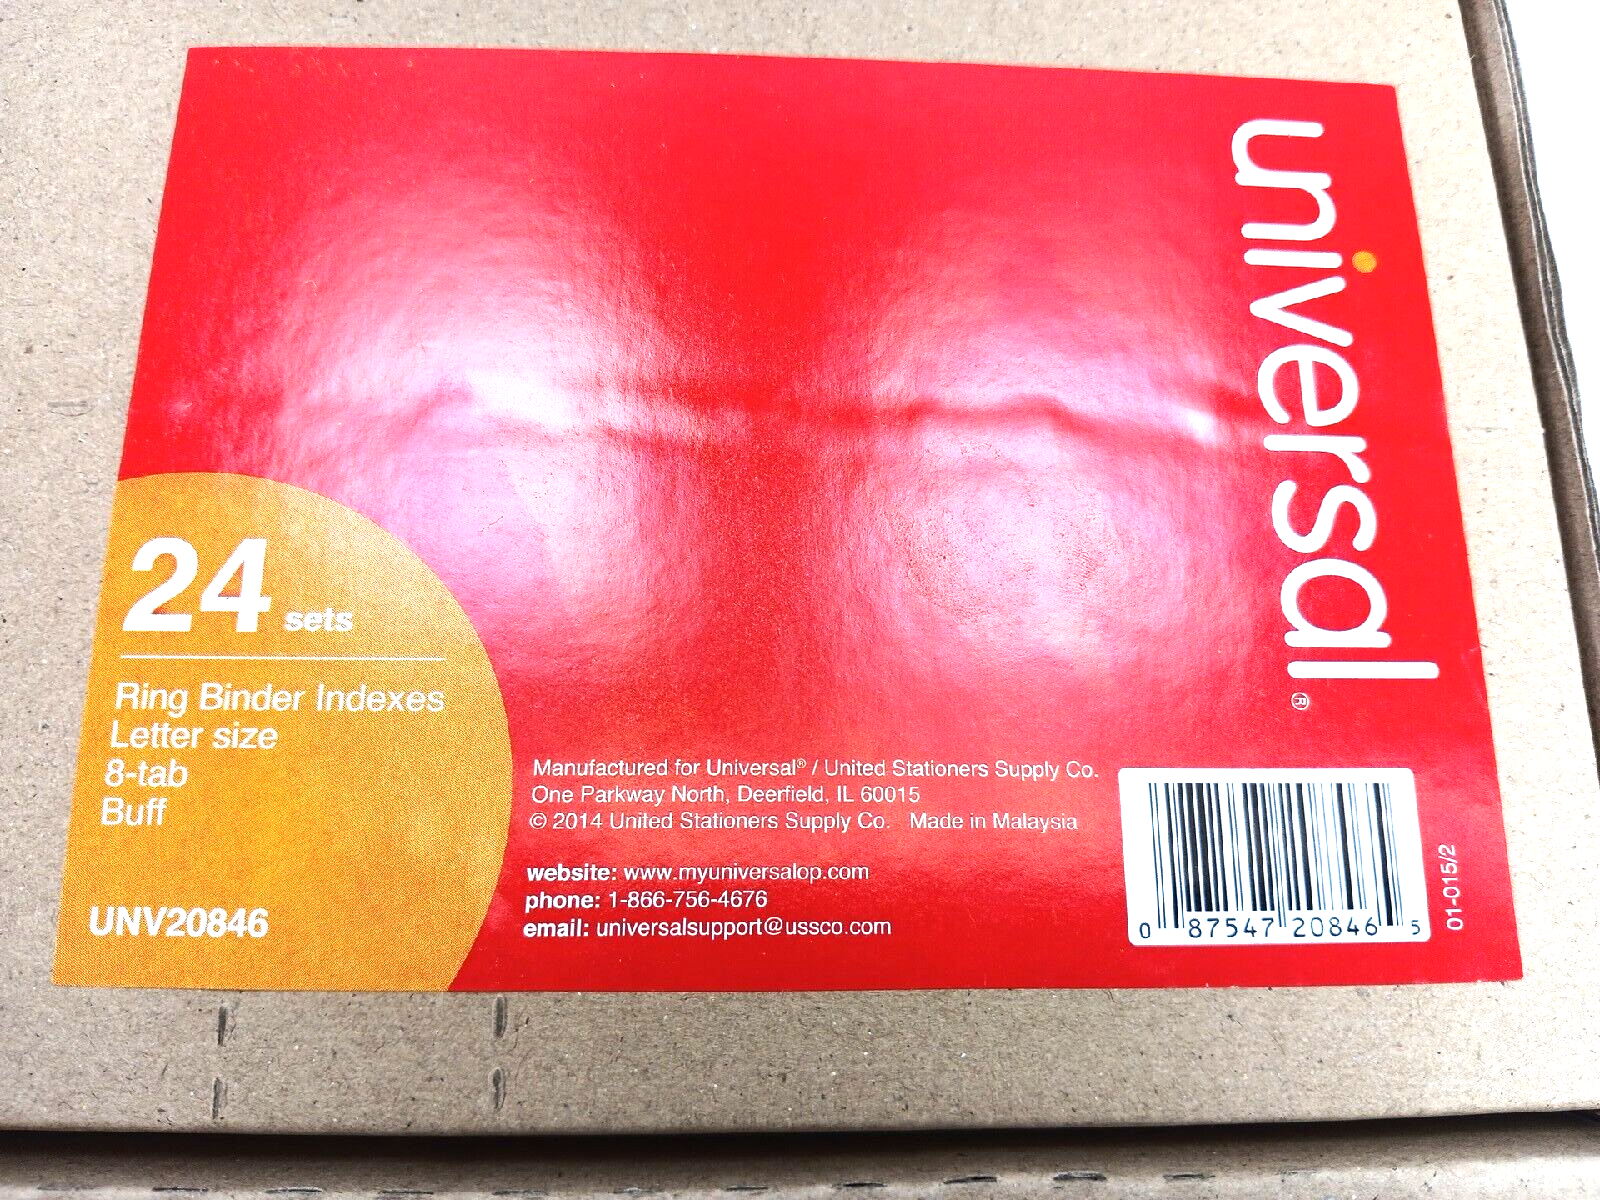 universal®
24 sets
Ring Binder Indexes
Letter size
8-tab
Buff
UNV20846
Manufactured for Universal® / United Stationers Supply Co.
One Parkway North, Deerfield, IL 60015
© 2014 United Stationers Supply Co. Made in Malaysia
website: www.myuniversalop.com
phone: 1-866-756-4676
email: universalsupport@ussco.com
0 87547 20846 5
01-015/2